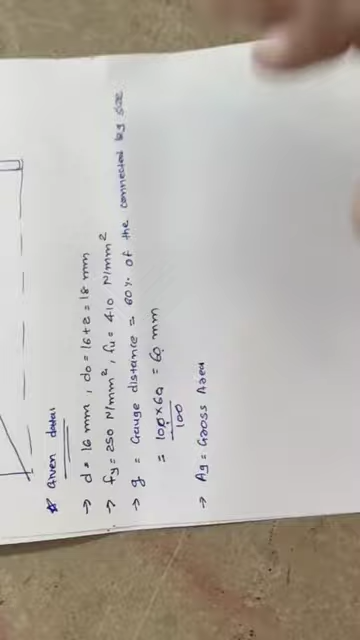 * Given data:
→ d = 16 mm, do = 16+2 = 18 mm
→ fy = 250 N/mm², fu = 410 N/mm²
→ g = Gauge distance = 60% of the connected leg size
= 100×60 / 100 = 60 mm
→ Ag = Gross Area